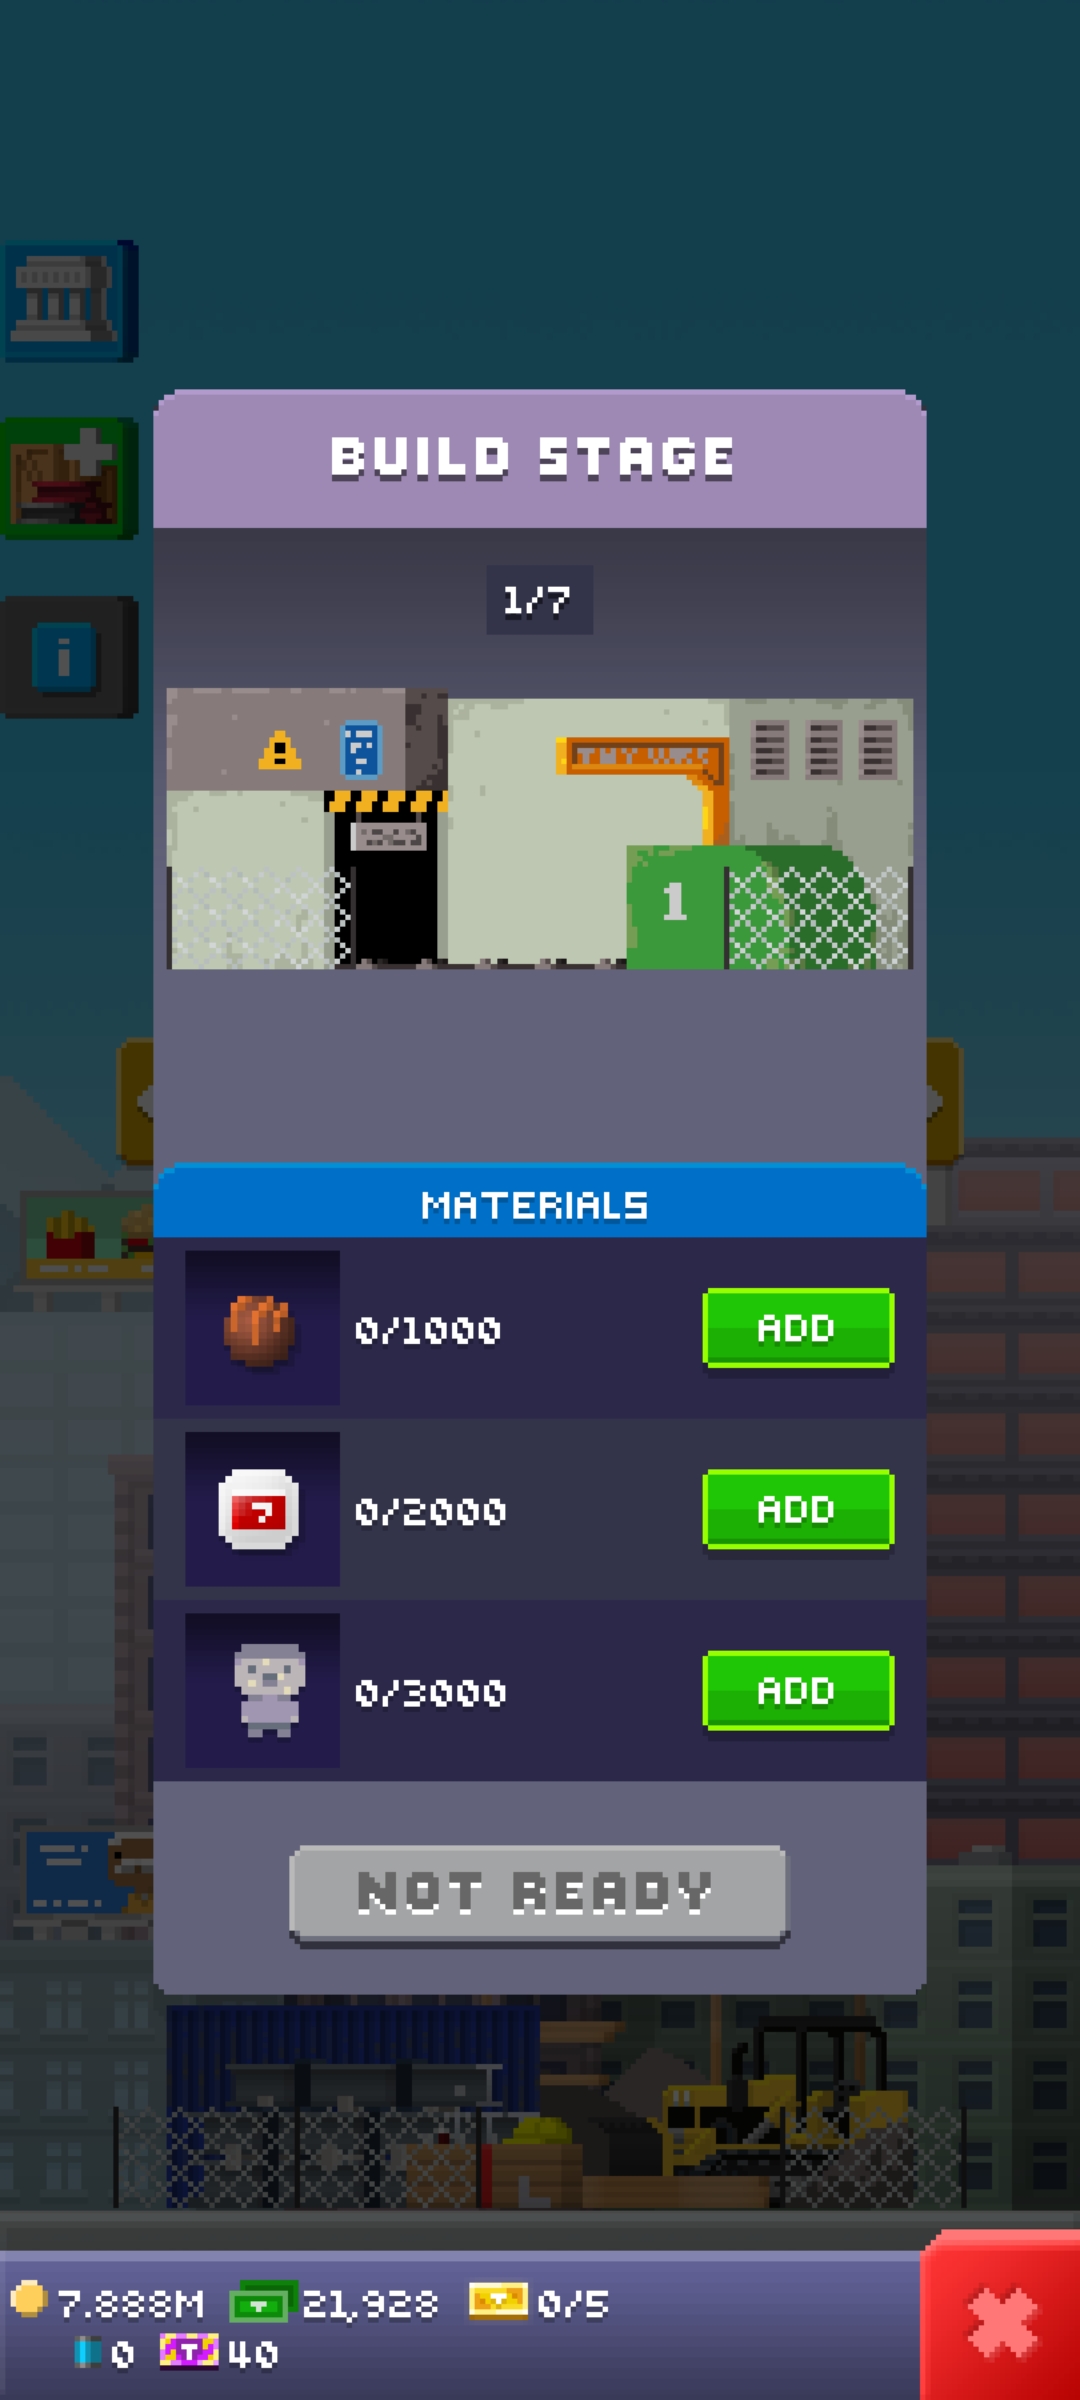 BUILD STAGE
1/7
1
MATERIALS
0/1000
ADD
0/2000
ADD
0/3000
ADD
NOT READY
7.888M
21,928
0/5
0
40